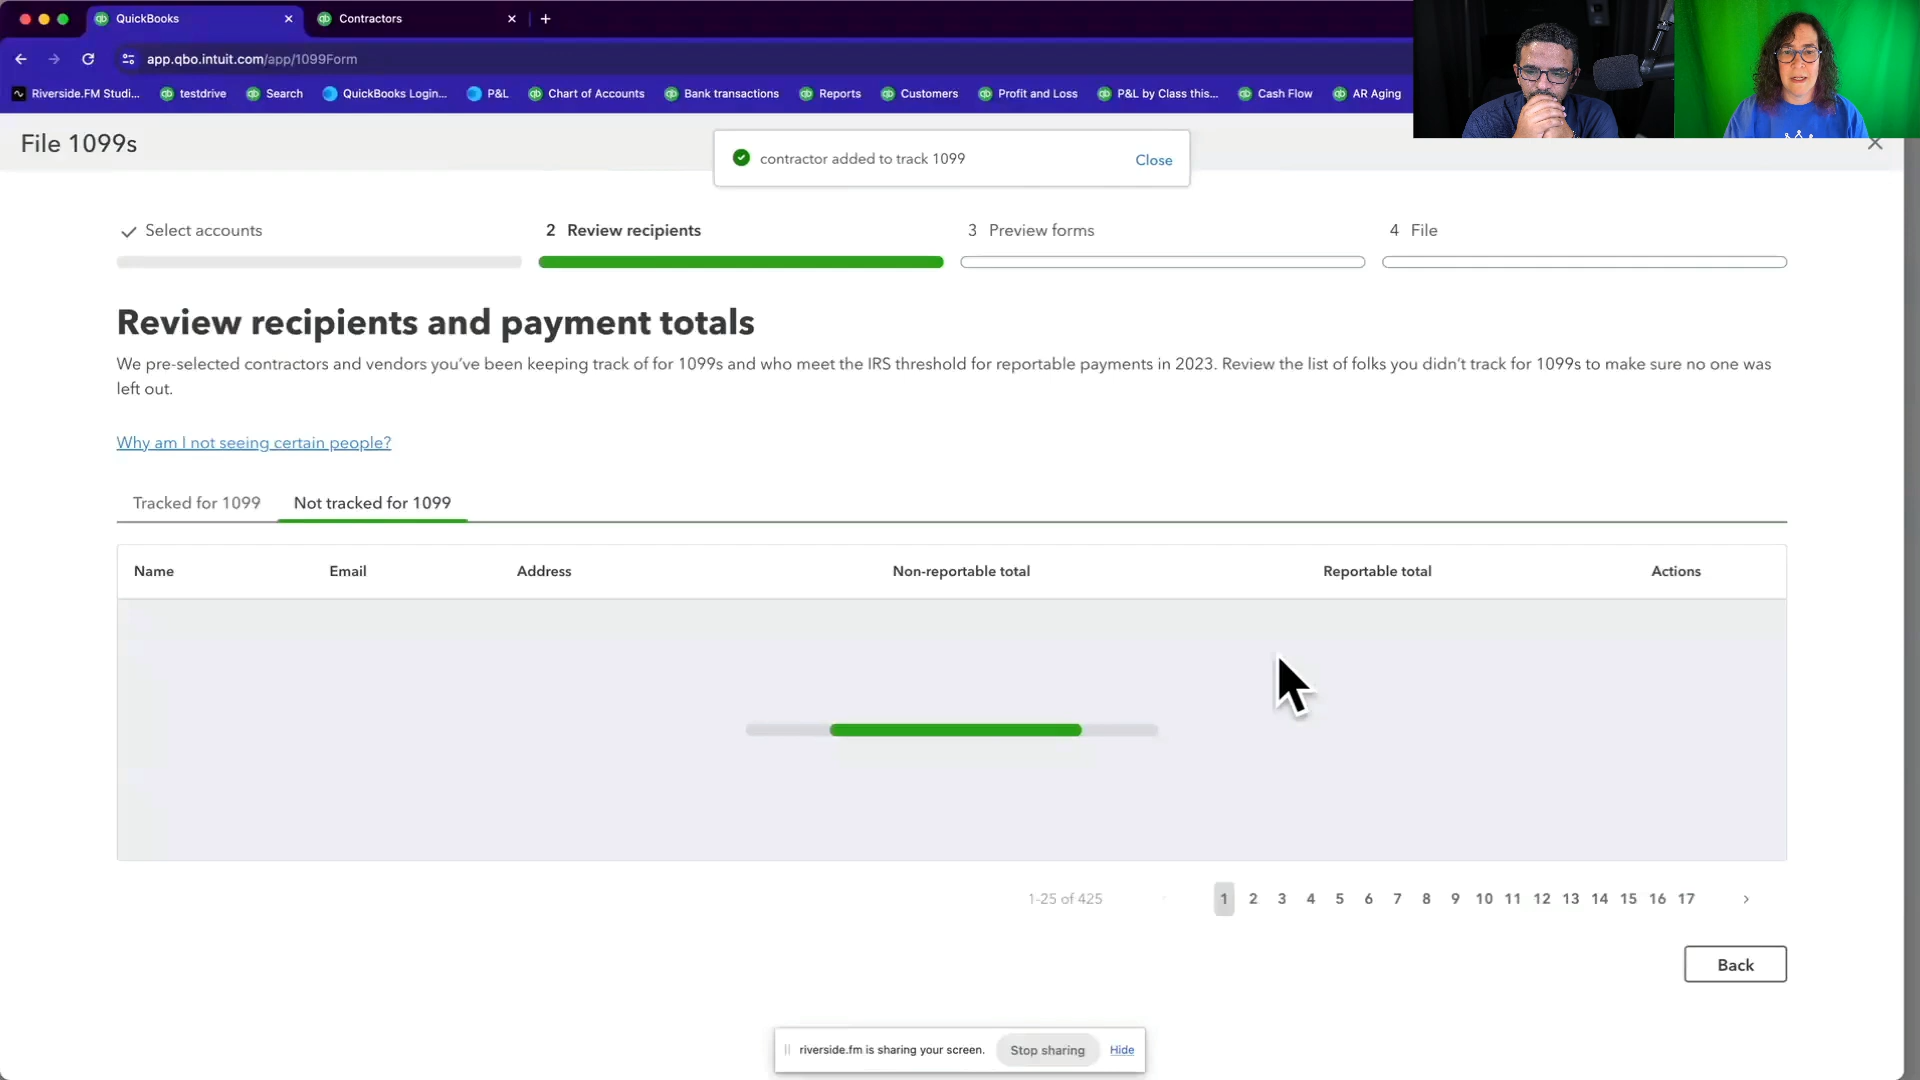 QuickBooks
Contractors
app.qbo.intuit.com/app/1099Form
Riverside.FM Studi... testdrive Search QuickBooks Login... P&L Chart of Accounts Bank transactions Reports Customers Profit and Loss P&L by Class this... Cash Flow AR Aging
File 1099s
contractor added to track 1099 Close
Select accounts
2 Review recipients
3 Preview forms
4 File
Review recipients and payment totals
We pre-selected contractors and vendors you've been keeping track of for 1099s and who meet the IRS threshold for reportable payments in 2023. Review the list of folks you didn't track for 1099s to make sure no one was
left out.
Why am I not seeing certain people?
Tracked for 1099 Not tracked for 1099
Name Email Address Non-reportable total Reportable total Actions
1-25 of 425 1 2 3 4 5 6 7 8 9 10 11 12 13 14 15 16 17
Back
riverside.fm is sharing your screen. Stop sharing Hide